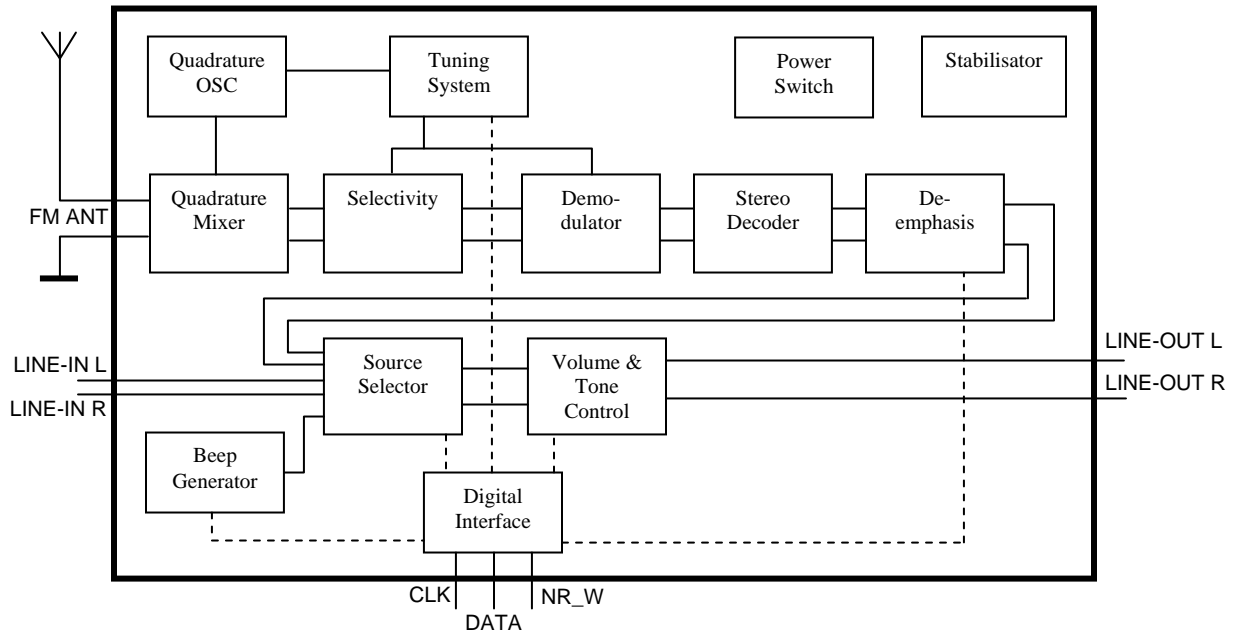 Quadrature
OSC
Tuning
System
Power
Switch
Stabilisator
FM ANT
Quadrature
Mixer
Selectivity
Demo-
dulator
Stereo
Decoder
De-
emphasis
LINE-IN L
LINE-IN R
Source
Selector
Volume &
Tone
Control
LINE-OUT L
LINE-OUT R
Beep
Generator
Digital
Interface
CLK
DATA
NR_W